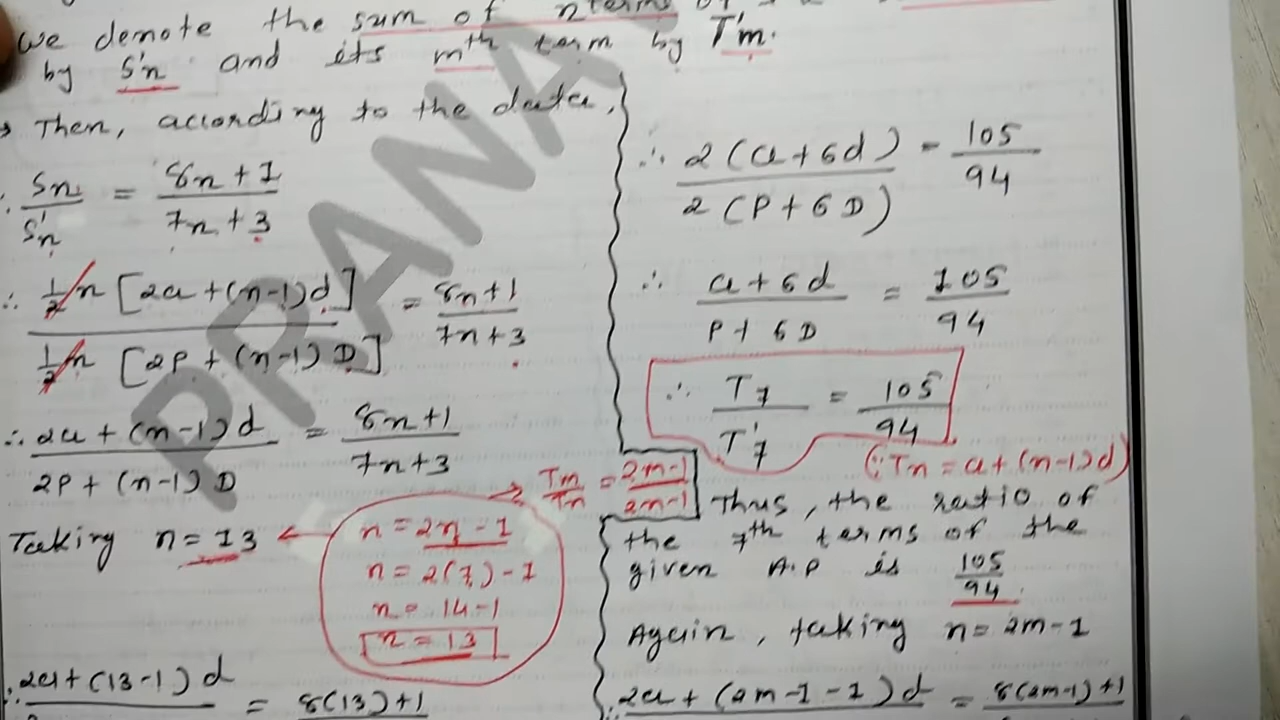 we denote the sum of n terms of
by S'n and its mth term by T'm.
Then, according to the data,
∴ Sn/S'n = 8n+1/7n+3
∴ 1/2 n [2a+(n-1)d] / 1/2 n [2P+(n-1)D] = 8n+1/7n+3
∴ 2a+(n-1)d / 2P+(n-1)D = 8n+1/7n+3
Taking n=13
n=2n-1
n=2(7)-1
n=14-1
n=13
∴ 2a+(13-1)d = 8(13)+1
Tm/Tn = 2m-1/2n-1
∴ 2(a+6d)/2(P+6D) = 105/94
∴ a+6d/P+6D = 105/94
∴ T7/T'7 = 105/94
(∵Tn=a+(n-1)d)
Thus, the ratio of
the 7th terms of the
given A.P is 105/94
Again, taking n=2m-1
∴ 2a+(2m-1-1)d = 8(2m-1)+1
PRANA